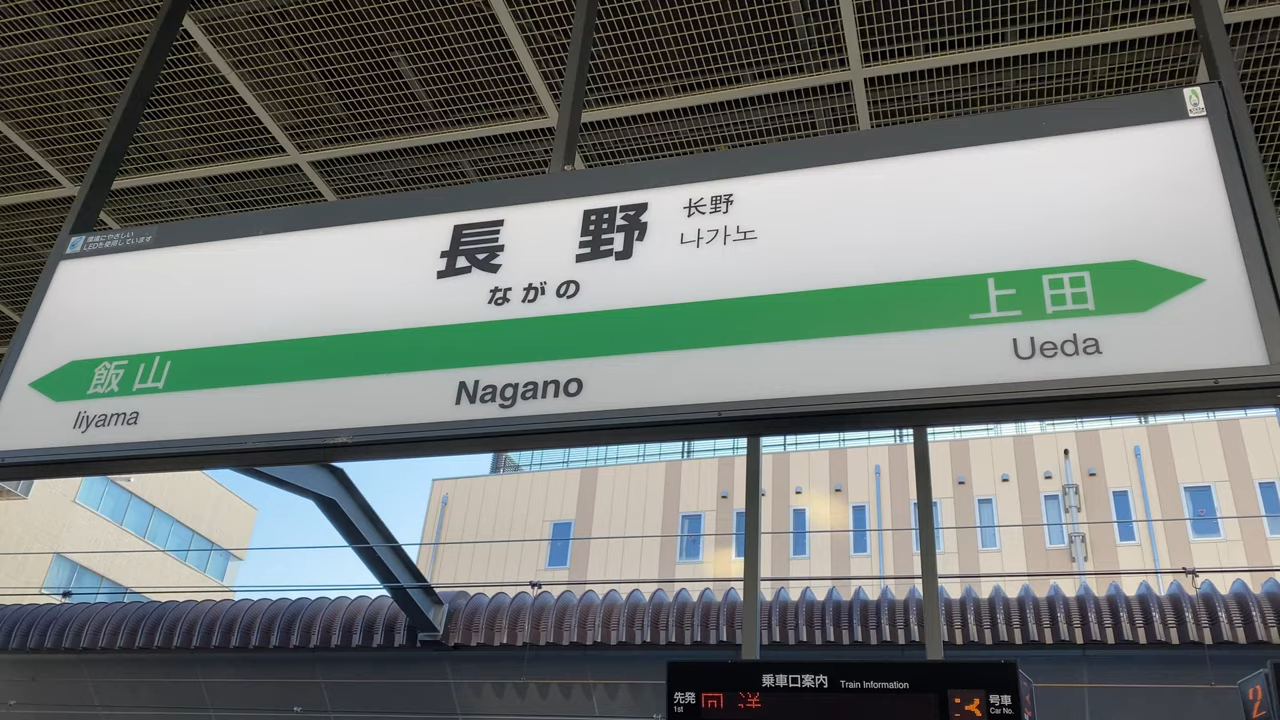 環境にやさしい
LEDを使用しています
長野
长野
나가노
ながの
飯山
上田
Iiyama
Nagano
Ueda
乗車口案内 Train Information
先発
1st
号車
Car No.
2